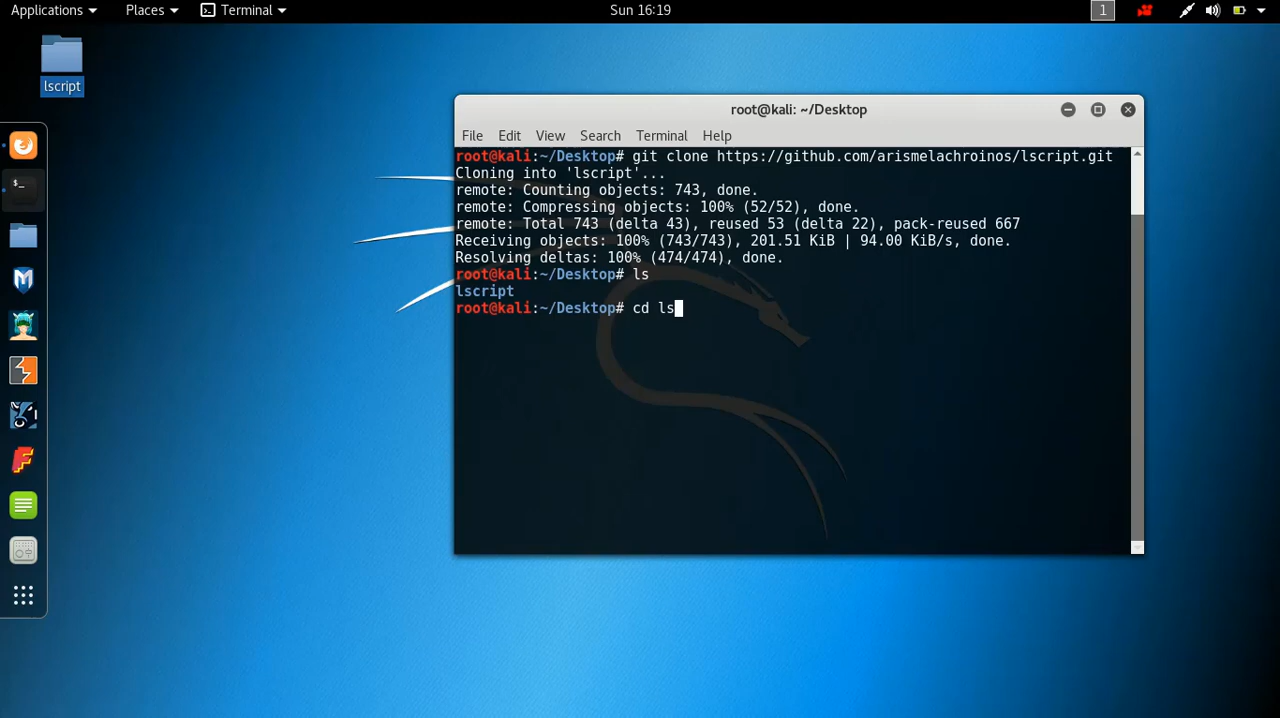 Applications Places Terminal Sun 16:19 1
lscript
root@kali: ~/Desktop
File Edit View Search Terminal Help
root@kali:~/Desktop# git clone https://github.com/arismelachroinos/lscript.git
Cloning into 'lscript'...
remote: Counting objects: 743, done.
remote: Compressing objects: 100% (52/52), done.
remote: Total 743 (delta 43), reused 53 (delta 22), pack-reused 667
Receiving objects: 100% (743/743), 201.51 KiB | 94.00 KiB/s, done.
Resolving deltas: 100% (474/474), done.
root@kali:~/Desktop# ls
lscript
root@kali:~/Desktop# cd ls